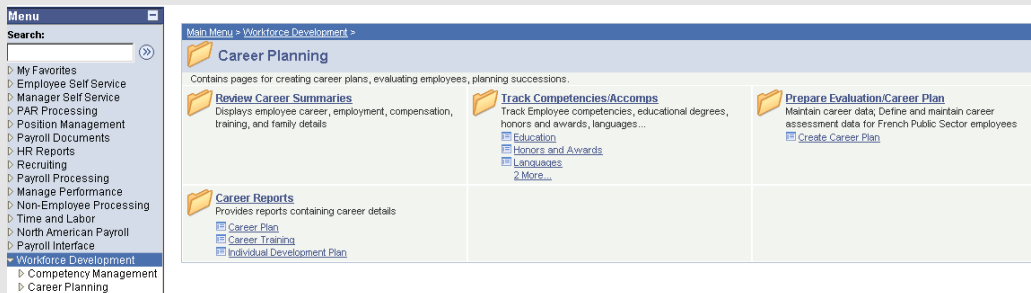 Menu
Search:
My Favorites
Employee Self Service
Manager Self Service
PAR Processing
Position Management
Payroll Documents
HR Reports
Recruiting
Payroll Processing
Manage Performance
Non-Employee Processing
Time and Labor
North American Payroll
Payroll Interface
Workforce Development
Competency Management
Career Planning
Main Menu > Workforce Development >
Career Planning
Contains pages for creating career plans, evaluating employees, planning successions.
Review Career Summaries
Displays employee career, employment, compensation,
training, and family details
Track Competencies/Accomps
Track Employee competencies, educational degrees,
honors and awards, languages...
Education
Honors and Awards
Languages
2 More...
Prepare Evaluation/Career Plan
Maintain career data; Define and maintain career
assessment data for French Public Sector employees
Create Career Plan
Career Reports
Provides reports containing career details
Career Plan
Career Training
Individual Development Plan